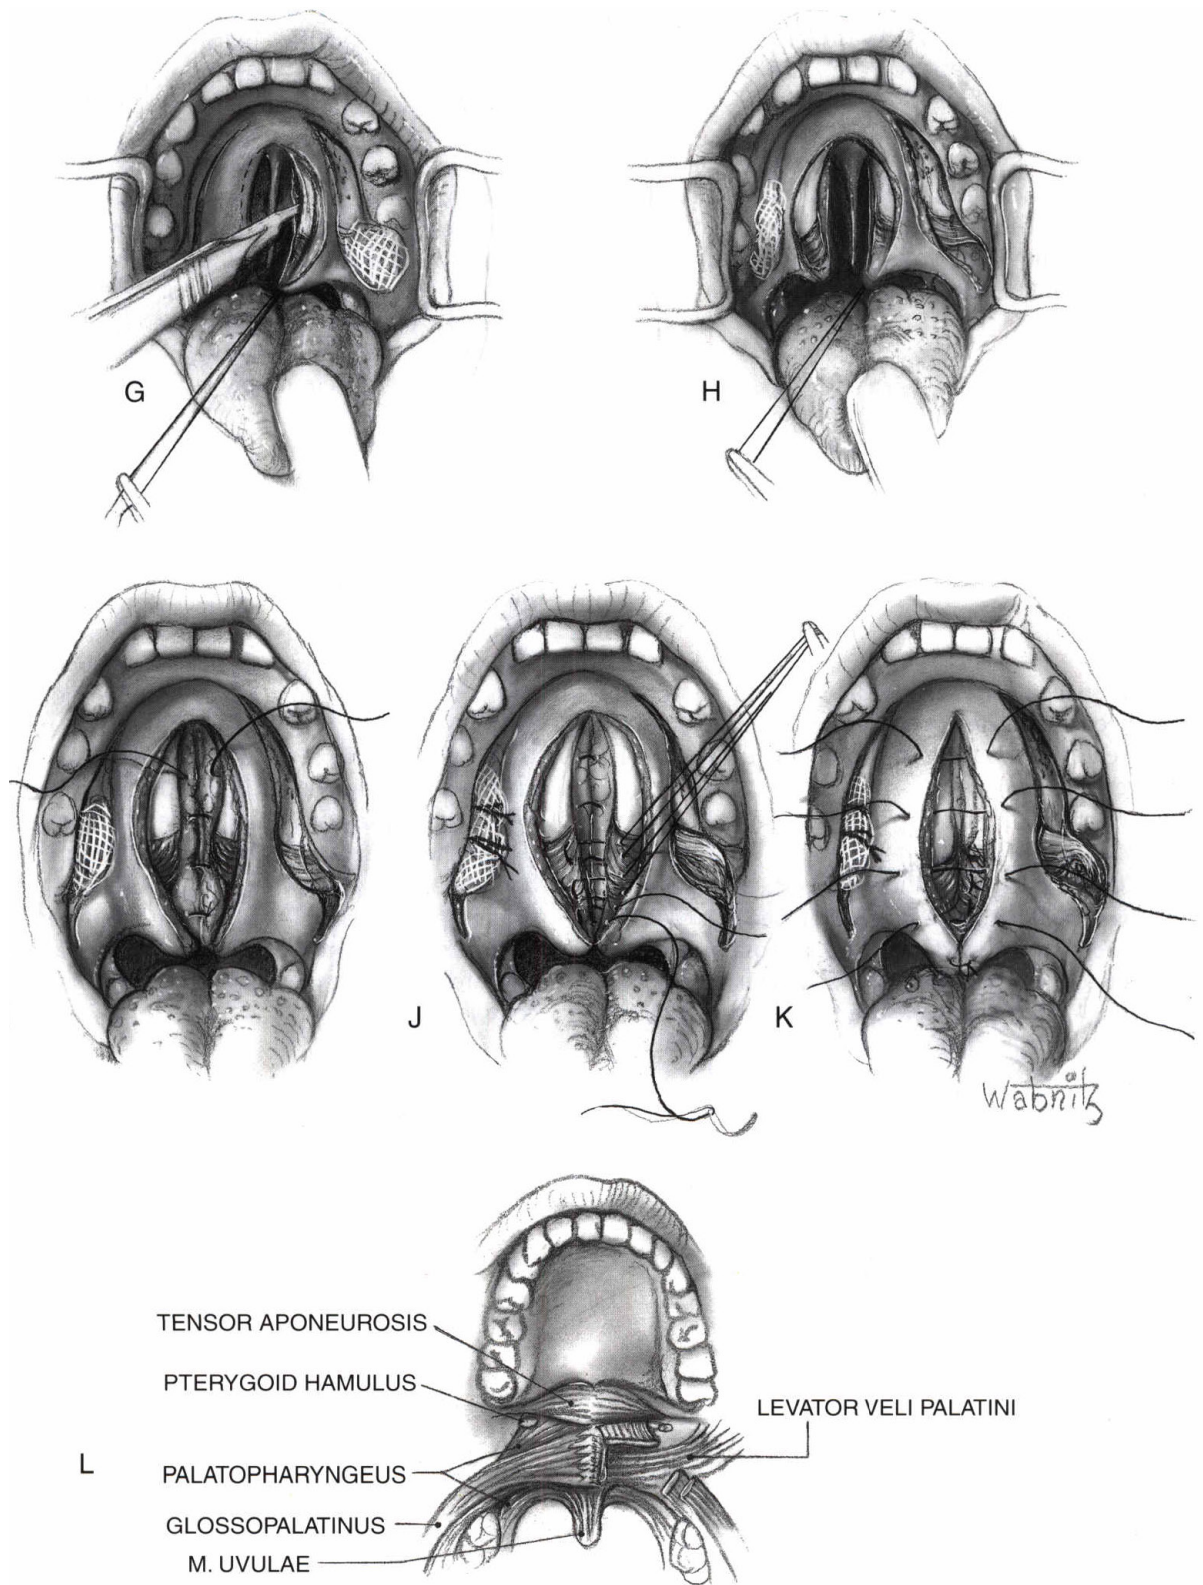 G
H
J
K
Wabnitz
TENSOR APONEUROSIS
PTERYGOID HAMULUS
LEVATOR VELI PALATINI
L
PALATOPHARYNGEUS
GLOSSOPALATINUS
M. UVULAE